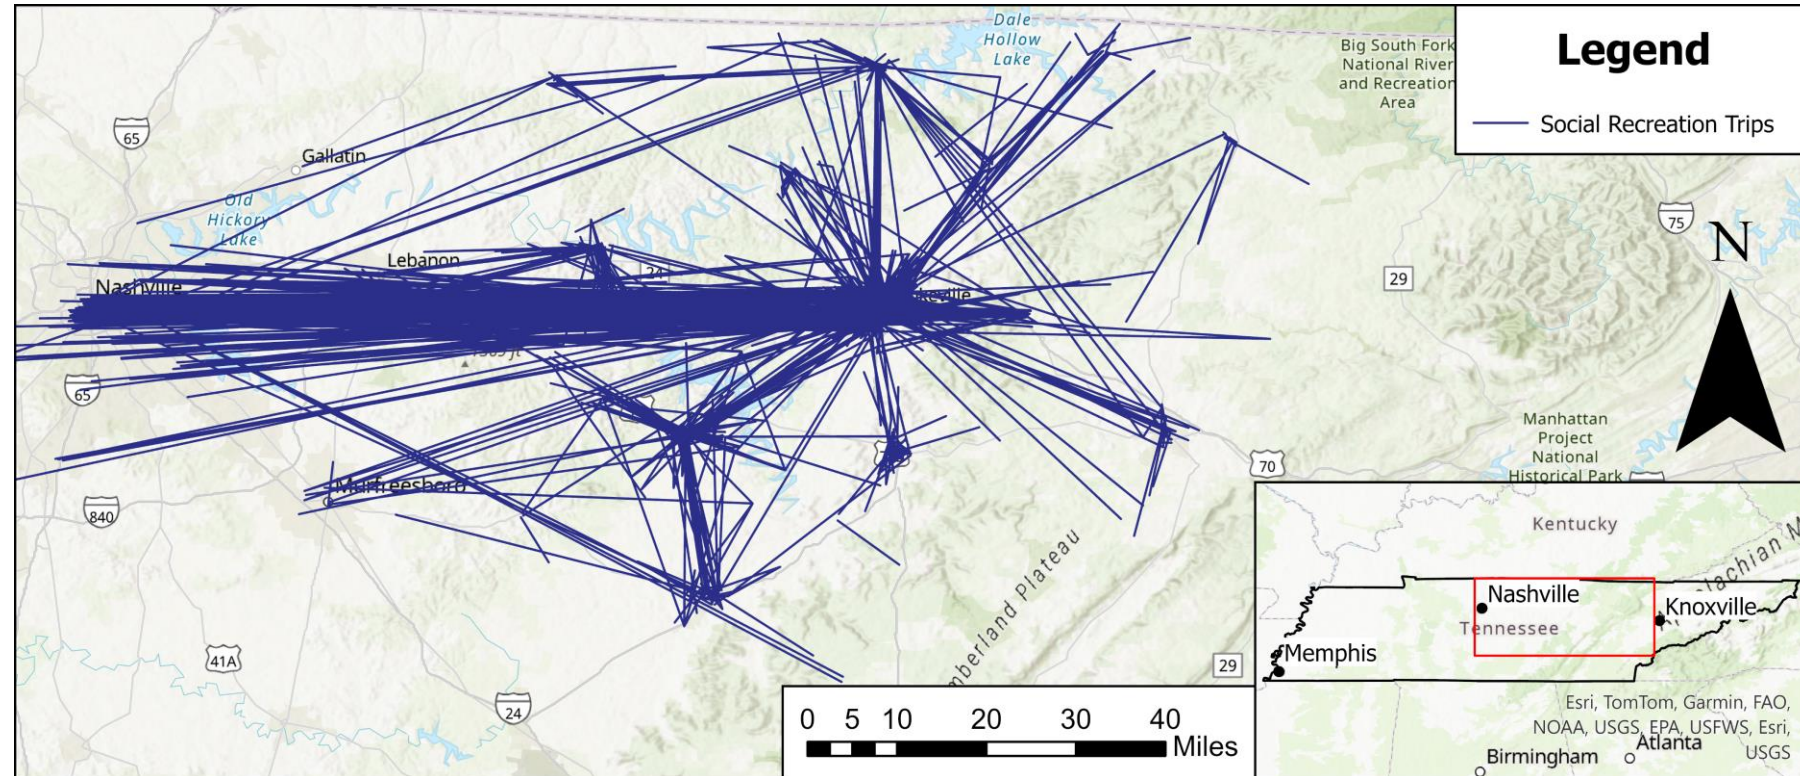 Legend
Social Recreation Trips
Dale
Hollow
Lake
Big South Fork
National River
and Recreation
Area
65
Gallatin
Old
Hickory
Lake
75
N
Lebanon
24
29
Nashville
65
Manhattan
Project
National
Historical Park
70
Murfreesboro
840
41A
24
29
0 5 10 20 30 40
Miles
Kentucky
Nashville
Tennessee
Knoxville
Memphis
Esri, TomTom, Garmin, FAO,
NOAA, USGS, EPA, USFWS, Esri,
USGS
Atlanta
Birmingham